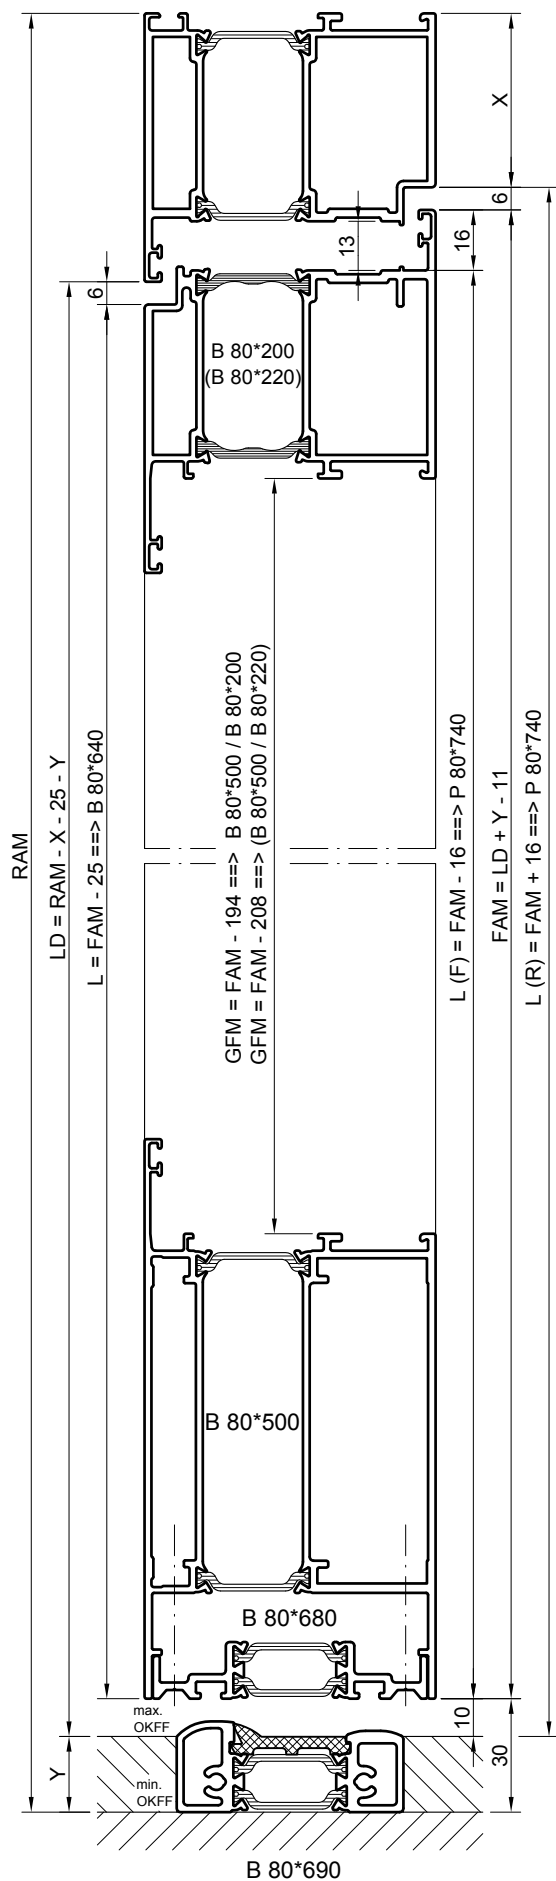 X
6
16
13
6
B 80*200
(B 80*220)
RAM
LD = RAM - X - 25 - Y
L = FAM - 25 ==> B 80*640
GFM = FAM - 194 ==> B 80*500 / B 80*200
GFM = FAM - 208 ==> (B 80*500 / B 80*220)
L (F) = FAM - 16 ==> P 80*740
FAM = LD + Y - 11
L (R) = FAM + 16 ==> P 80*740
B 80*500
B 80*680
max.
OKFF
10
Y
min.
OKFF
30
B 80*690